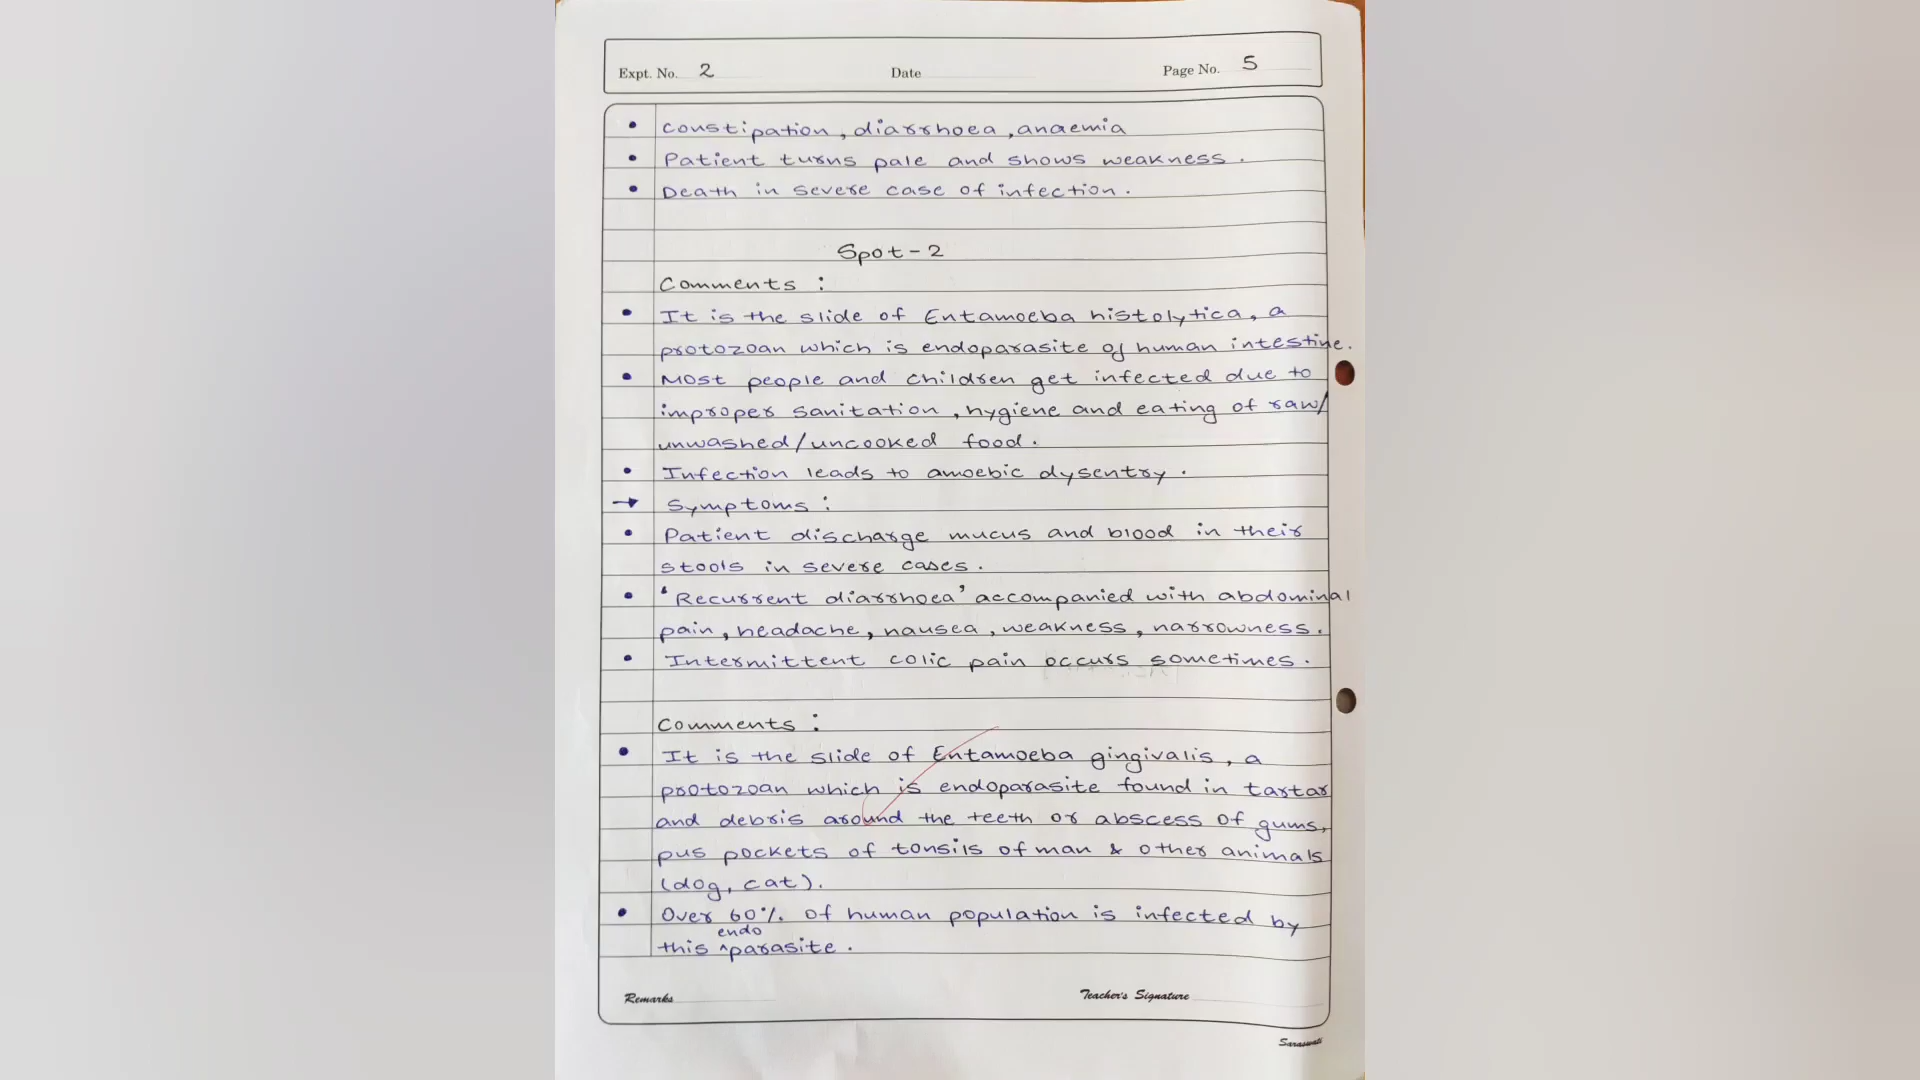 Expt. No. 2 Date Page No. 5
• Constipation, diarrhoea, anaemia
• Patient turns pale and shows weakness.
• Death in severe case of infection.
Spot-2
Comments :
• It is the slide of Entamoeba histolytica, a
protozoan which is endoparasite of human intestine.
• Most people and children get infected due to
improper sanitation, hygiene and eating of raw/
unwashed/uncooked food.
• Infection leads to amoebic dysentry.
→ Symptoms :
• Patient discharge mucus and blood in their
stools in severe cases.
• 'Recurrent diarrhoea' accompanied with abdominal
pain, headache, nausea, weakness, narrowness.
• Intermittent colic pain occurs sometimes.
Comments :
• It is the slide of Entamoeba gingivalis, a
protozoan which is endoparasite found in tartar
and debris around the teeth or abscess of gums,
pus pockets of tonsils of man & other animals
(dog, cat).
• Over 60%. of human population is infected by
endo
this ^parasite.
Remarks Teacher's Signature
Saraswati